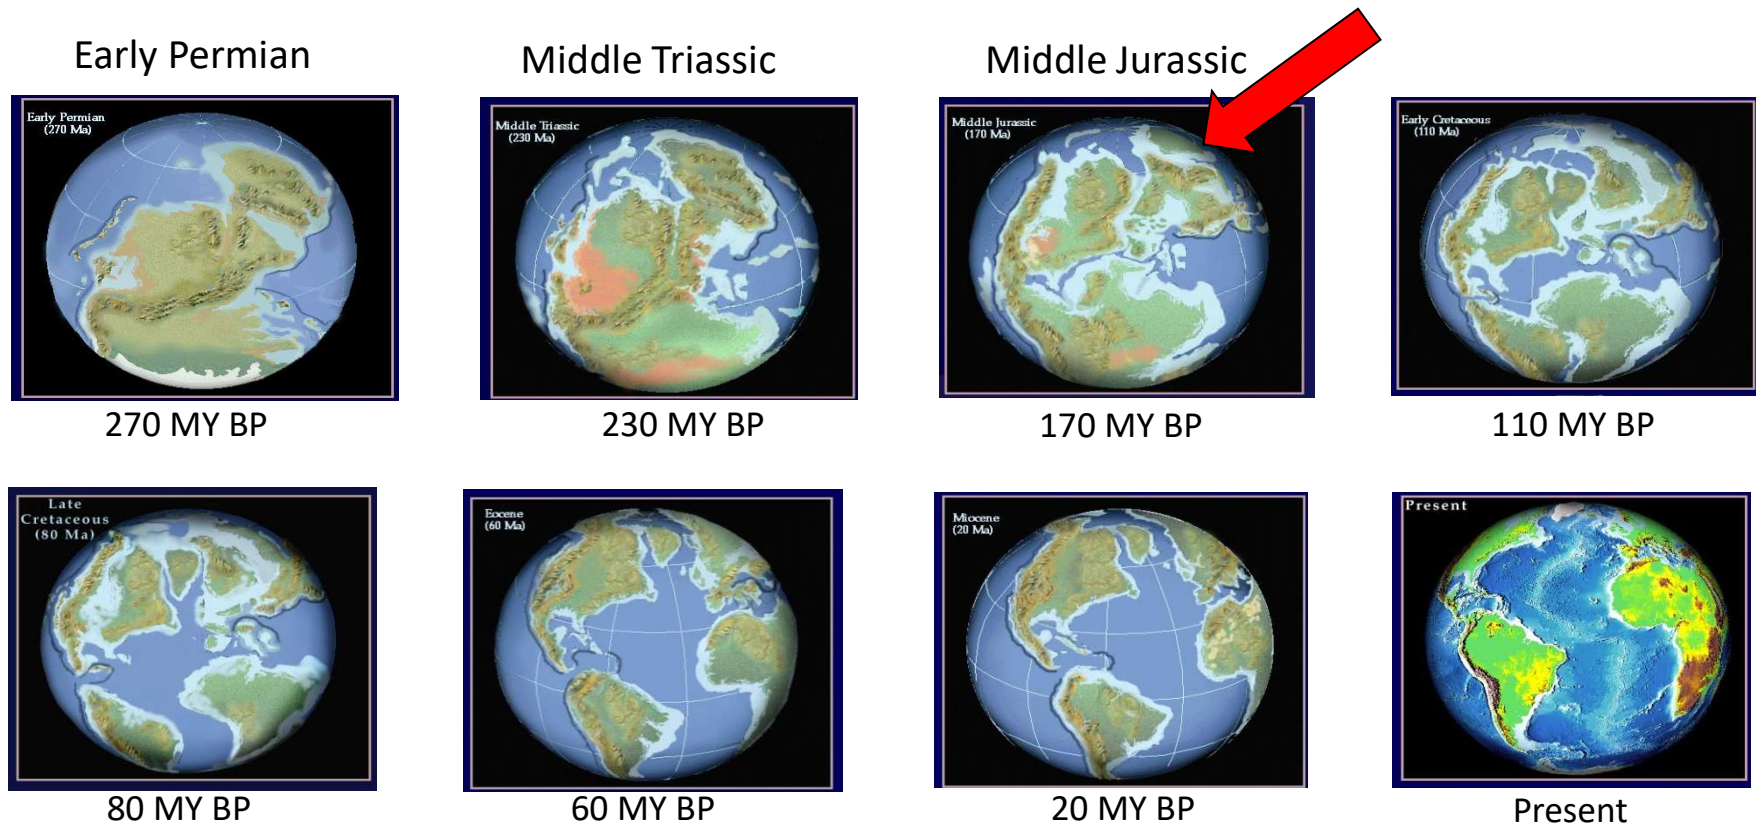 Early Permian
Middle Triassic
Middle Jurassic
Early Permian
(270 Ma)
Middle Triassic
(230 Ma)
Middle Jurassic
(170 Ma)
Early Cretaceous
(110 Ma)
270 MY BP
230 MY BP
170 MY BP
110 MY BP
Late
Cretaceous
(80 Ma)
Eocene
(60 Ma)
Miocene
(20 Ma)
Present
80 MY BP
60 MY BP
20 MY BP
Present